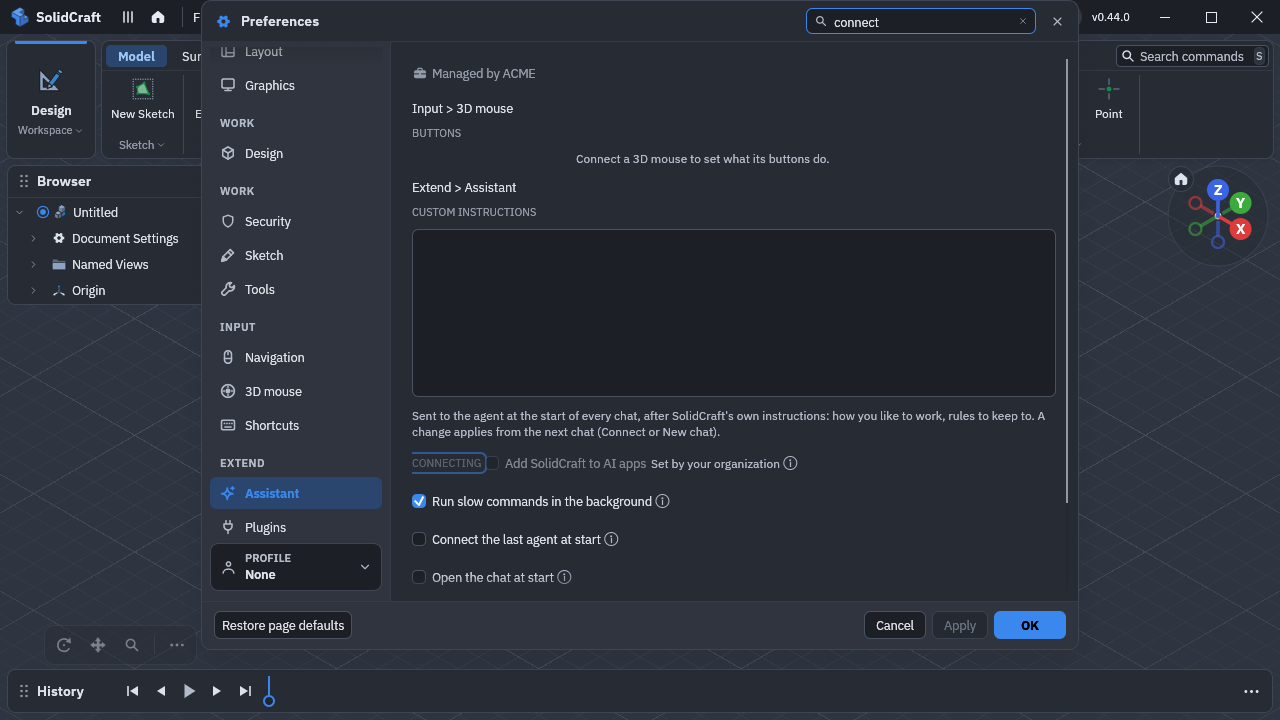 SolidCraft
F
Preferences
connect
v0.44.0
Model
Sur
Search commands
S
Design
Workspace
New Sketch
E
Sketch
Point
Browser
Untitled
Document Settings
Named Views
Origin
Layout
Graphics
WORK
Design
WORK
Security
Sketch
Tools
INPUT
Navigation
3D mouse
Shortcuts
EXTEND
Assistant
Plugins
PROFILE
None
Managed by ACME
Input > 3D mouse
BUTTONS
Connect a 3D mouse to set what its buttons do.
Extend > Assistant
CUSTOM INSTRUCTIONS
Sent to the agent at the start of every chat, after SolidCraft's own instructions: how you like to work, rules to keep to. A
change applies from the next chat (Connect or New chat).
CONNECTING
Add SolidCraft to AI apps Set by your organization
Run slow commands in the background
Connect the last agent at start
Open the chat at start
Restore page defaults
Cancel
Apply
OK
Z
Y
X
History